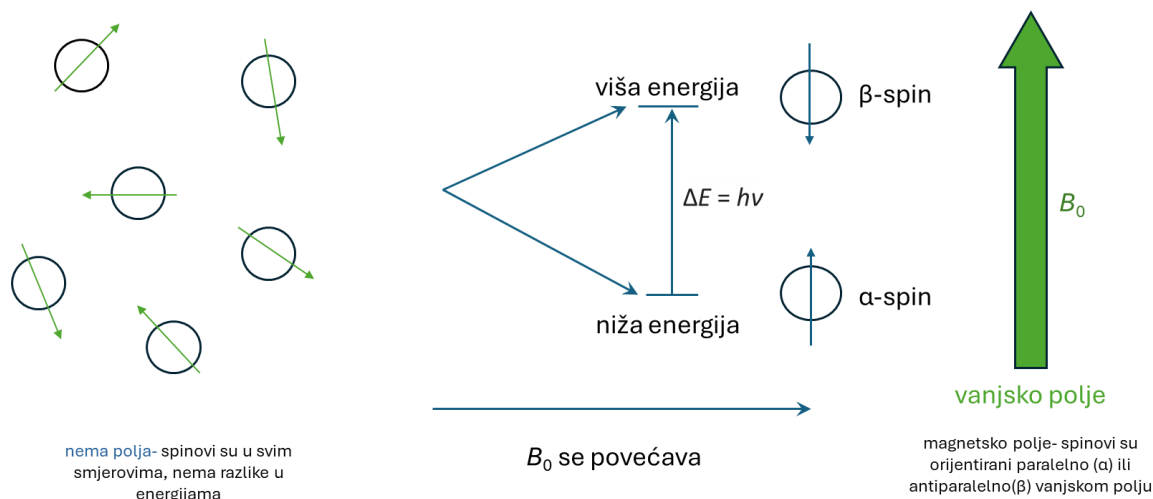 viša energija
β-spin
ΔE = hν
B₀
α-spin
niža energija
vanjsko polje
nema polja- spinovi su u svim
smjerovima, nema razlike u
energijama
B₀ se povećava
magnetsko polje- spinovi su
orijentirani paralelno (α) ili
antiparalelno(β) vanjskom polju